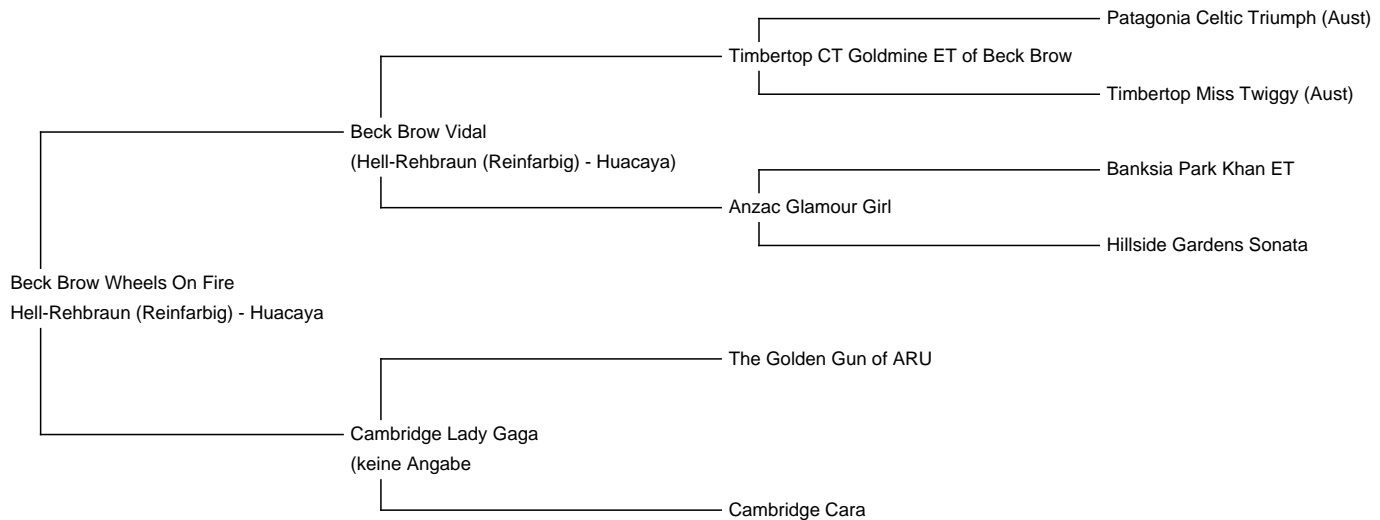 Patagonia Celtic Triumph (Aust)
Timbertop CT Goldmine ET of Beck Brow
Timbertop Miss Twiggy (Aust)
Beck Brow Vidal
(Hell-Rehbraun (Reinfarbig) - Huacaya)
Banksia Park Khan ET
Anzac Glamour Girl
Hillside Gardens Sonata
Beck Brow Wheels On Fire
Hell-Rehbraun (Reinfarbig) - Huacaya
The Golden Gun of ARU
Cambridge Lady Gaga
(keine Angabe
Cambridge Cara